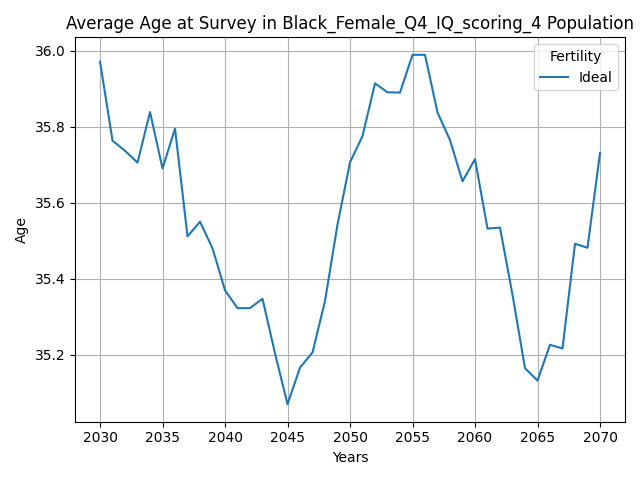 Average Age at Survey in Black_Female_Q4_IQ_scoring_4 Population
Fertility
Ideal
36.0
35.8
35.6
35.4
35.2
Age
2030 2035 2040 2045 2050 2055 2060 2065 2070
Years